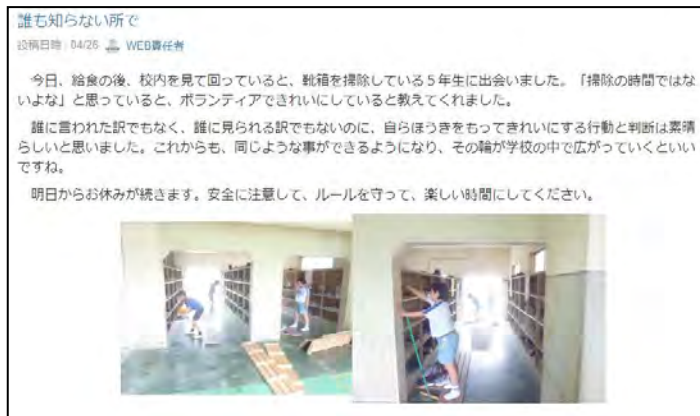 誰も知らない所で
投稿日時 : 04/26 WEB責任者
今日、給食の後、校内を見て回っていると、靴箱を掃除している５年生に出会いました。「掃除の時間ではな
いよな」と思っていると、ボランティアできれいにしていると教えてくれました。
誰に言われた訳でもなく、誰に見られる訳でもないのに、自らほうきをもってきれいにする行動と判断は素晴
らしいと思いました。これからも、同じような事ができるようになり、その輪が学校の中で広がっていくといい
ですね。
明日からお休みが続きます。安全に注意して、ルールを守って、楽しい時間にしてください。